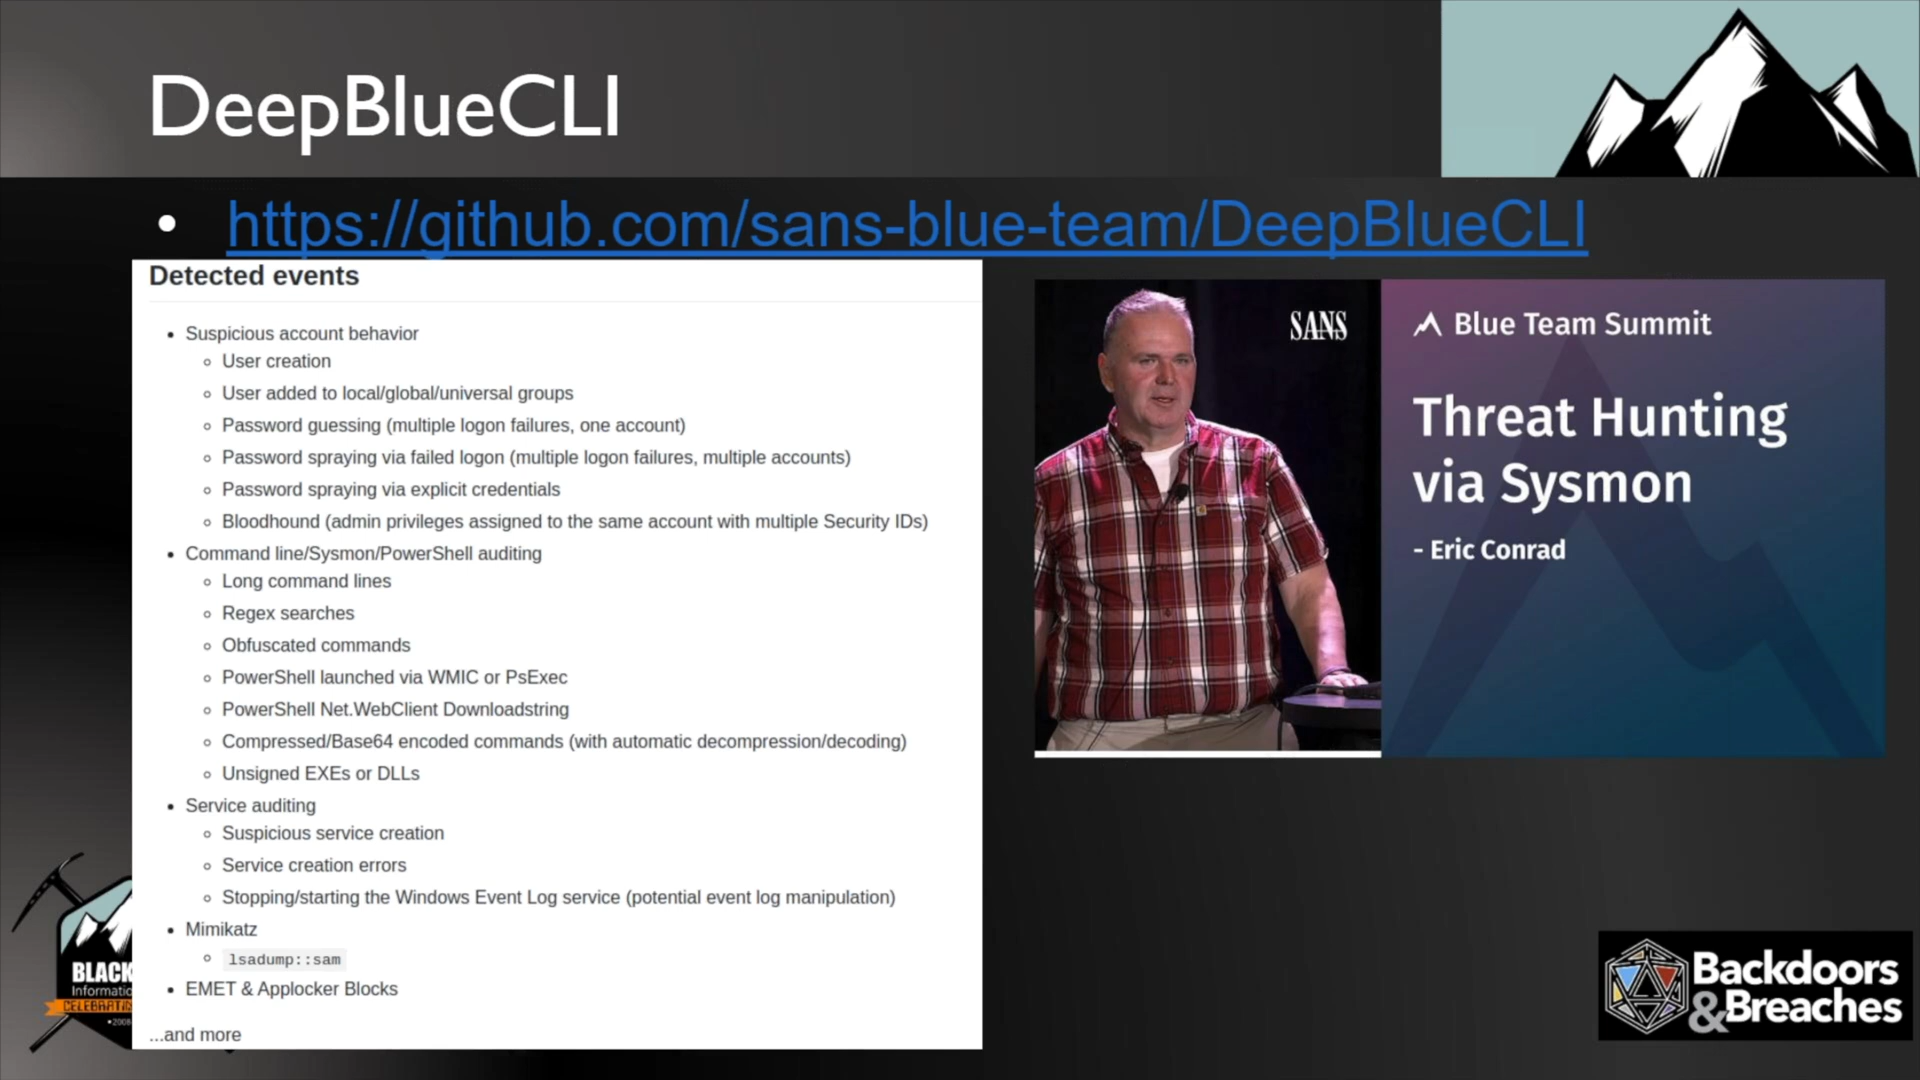 DeepBlueCLI
• https://github.com/sans-blue-team/DeepBlueCLI
Detected events
• Suspicious account behavior
◦ User creation
◦ User added to local/global/universal groups
◦ Password guessing (multiple logon failures, one account)
◦ Password spraying via failed logon (multiple logon failures, multiple accounts)
◦ Password spraying via explicit credentials
◦ Bloodhound (admin privileges assigned to the same account with multiple Security IDs)
• Command line/Sysmon/PowerShell auditing
◦ Long command lines
◦ Regex searches
◦ Obfuscated commands
◦ PowerShell launched via WMIC or PsExec
◦ PowerShell Net.WebClient Downloadstring
◦ Compressed/Base64 encoded commands (with automatic decompression/decoding)
◦ Unsigned EXEs or DLLs
• Service auditing
◦ Suspicious service creation
◦ Service creation errors
◦ Stopping/starting the Windows Event Log service (potential event log manipulation)
• Mimikatz
◦ lsadump::sam
• EMET & Applocker Blocks
...and more
SANS
Blue Team Summit
Threat Hunting
via Sysmon
- Eric Conrad
BLACK
Informatio
CELEBRATI
•2008
Backdoors
&Breaches